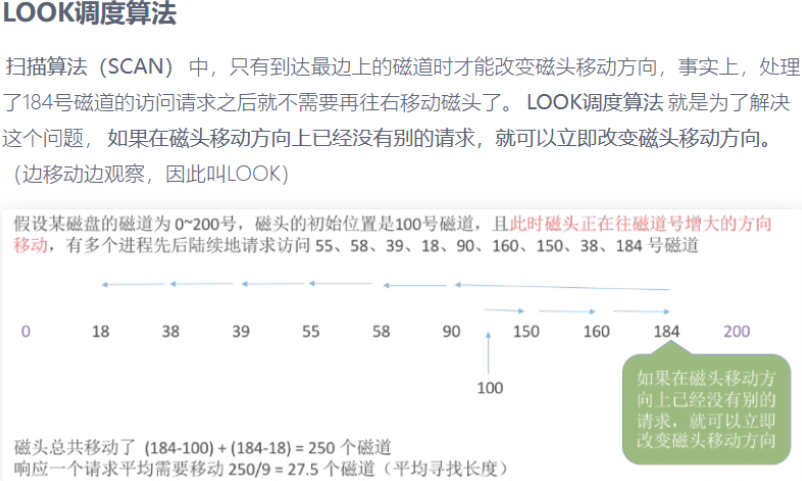 LOOK调度算法
扫描算法（SCAN） 中，只有到达最边上的磁道时才能改变磁头移动方向，事实上，处理
了184号磁道的访问请求之后就不需要再往右移动磁头了。 LOOK调度算法 就是为了解决
这个问题， 如果在磁头移动方向上已经没有别的请求，就可以立即改变磁头移动方向。
（边移动边观察，因此叫LOOK）
假设某磁盘的磁道为 0~200号，磁头的初始位置是100号磁道，且此时磁头正在往磁道号增大的方向
移动，有多个进程先后陆续地请求访问 55、58、39、18、90、160、150、38、184 号磁道
0 18 38 39 55 58 90 150 160 184 200
100
如果在磁头移动方
向上已经没有别的
请求，就可以立即
改变磁头移动方向
磁头总共移动了 (184-100) + (184-18) = 250 个磁道
响应一个请求平均需要移动 250/9 = 27.5 个磁道（平均寻找长度）